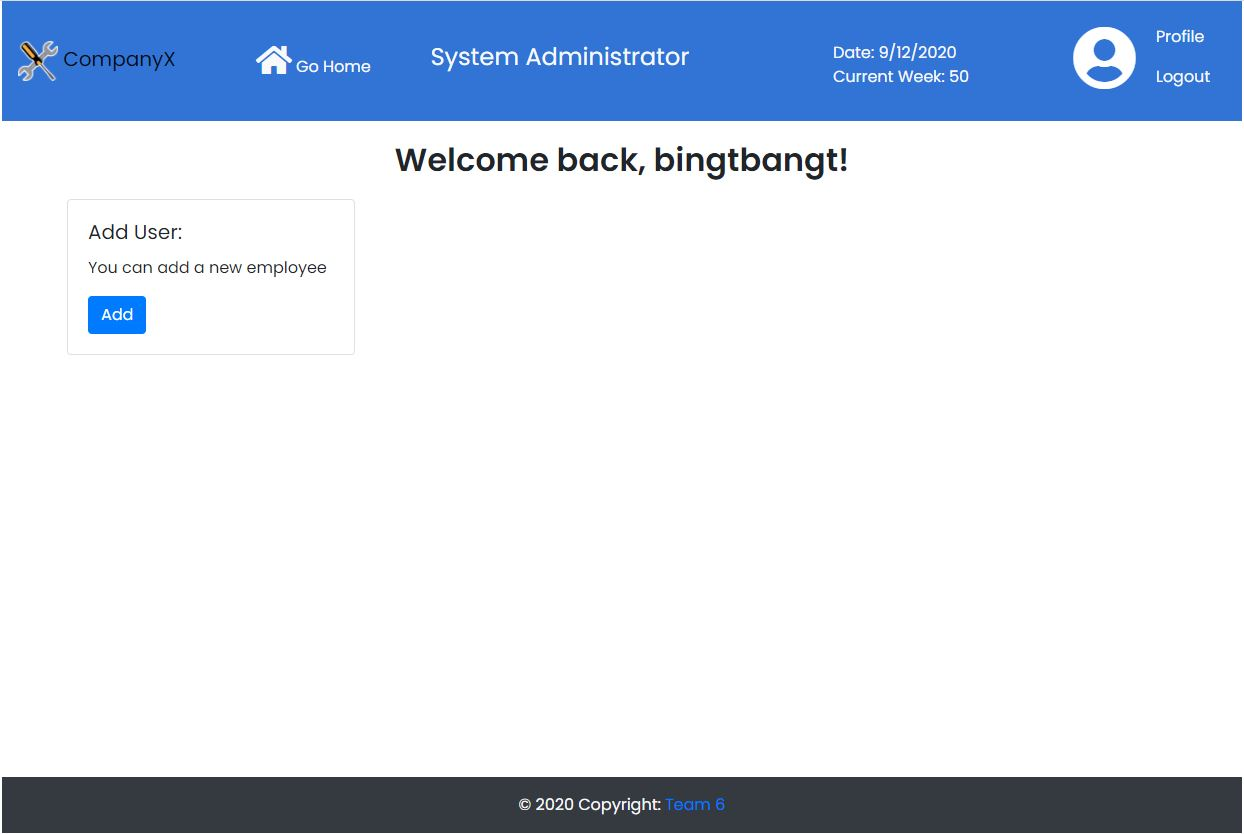 CompanyX
Go Home
System Administrator
Date: 9/12/2020
Current Week: 50
Profile
Logout
Welcome back, bingtbangt!
Add User:
You can add a new employee
Add
© 2020 Copyright: Team 6